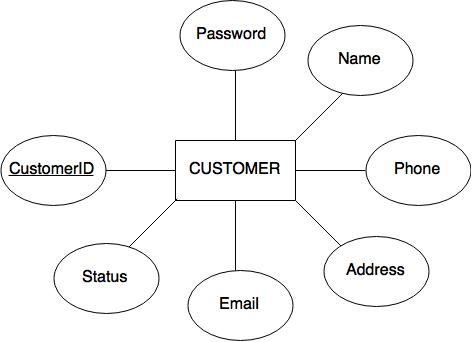 Password
Name
CustomerID
CUSTOMER
Phone
Status
Address
Email